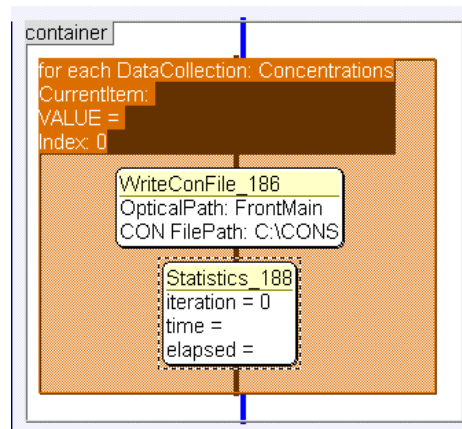 container
for each DataCollection: Concentrations
CurrentItem:
VALUE =
Index: 0
WriteConFile_186
OpticalPath: FrontMain
CON FilePath: C:\CONS
Statistics_188
iteration = 0
time =
elapsed =